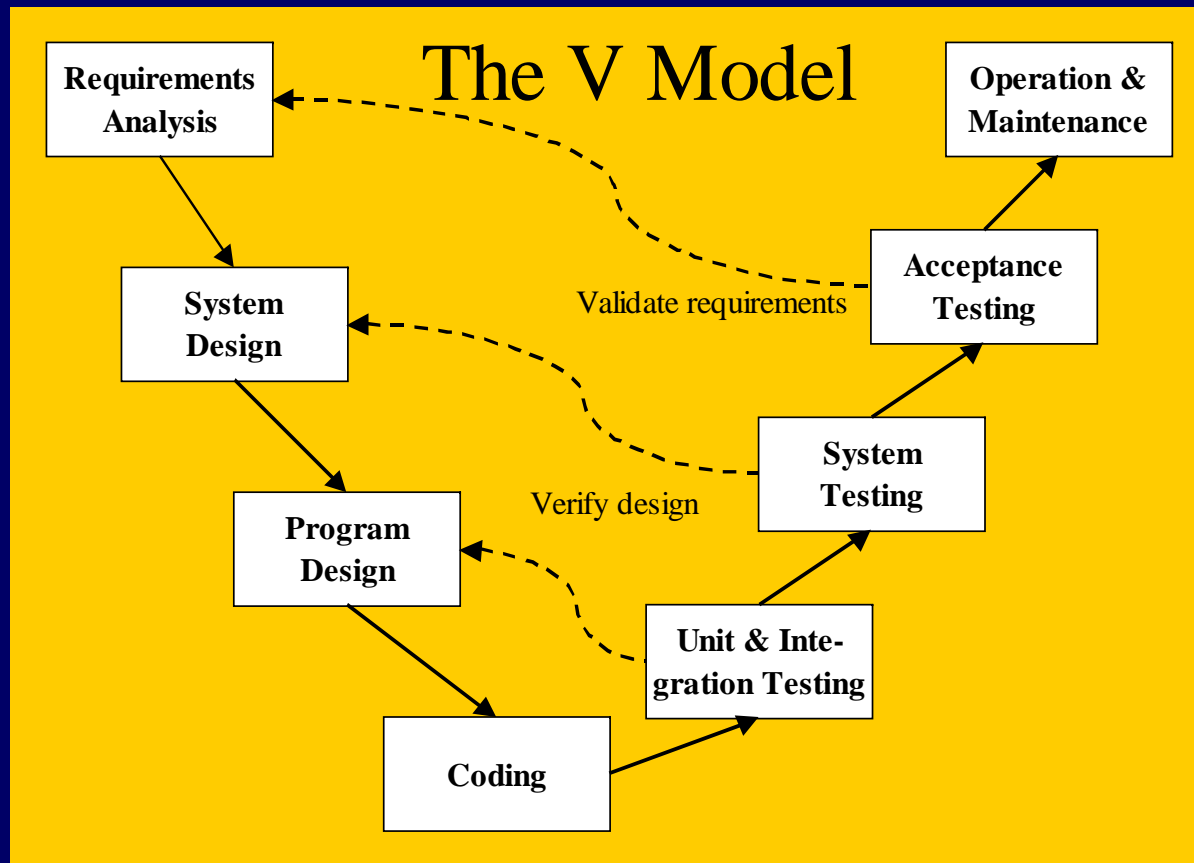 The V Model
Requirements
Analysis
Operation &
Maintenance
System
Design
Acceptance
Testing
Validate requirements
Program
Design
System
Testing
Verify design
Unit & Inte-
gration Testing
Coding